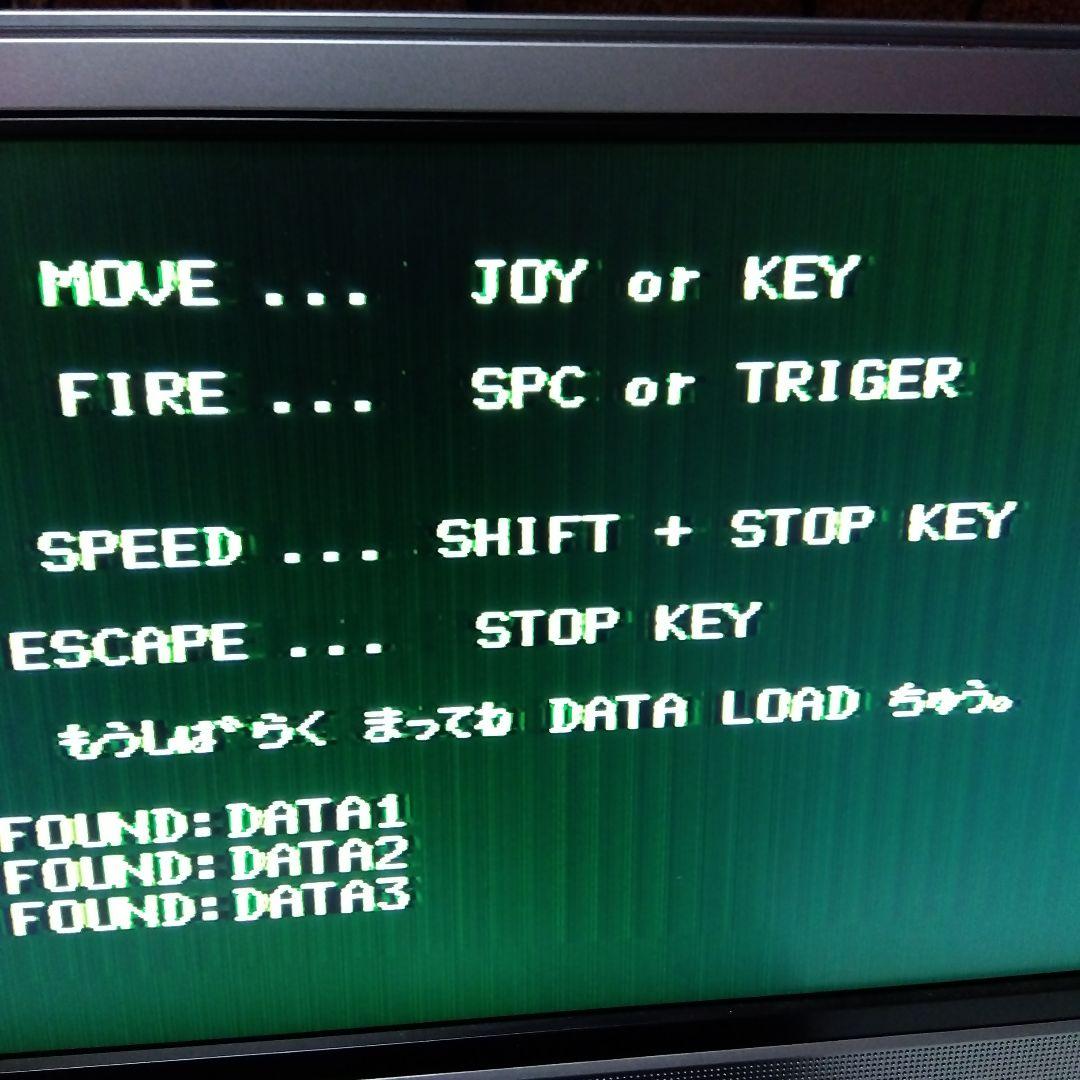 MOVE ... JOY or KEY
FIRE ... SPC or TRIGER
SPEED ... SHIFT + STOP KEY
ESCAPE ... STOP KEY
もうしば゛らく まってわ DATA LOAD ちゅう。
FOUND:DATA1
FOUND:DATA2
FOUND:DATA3